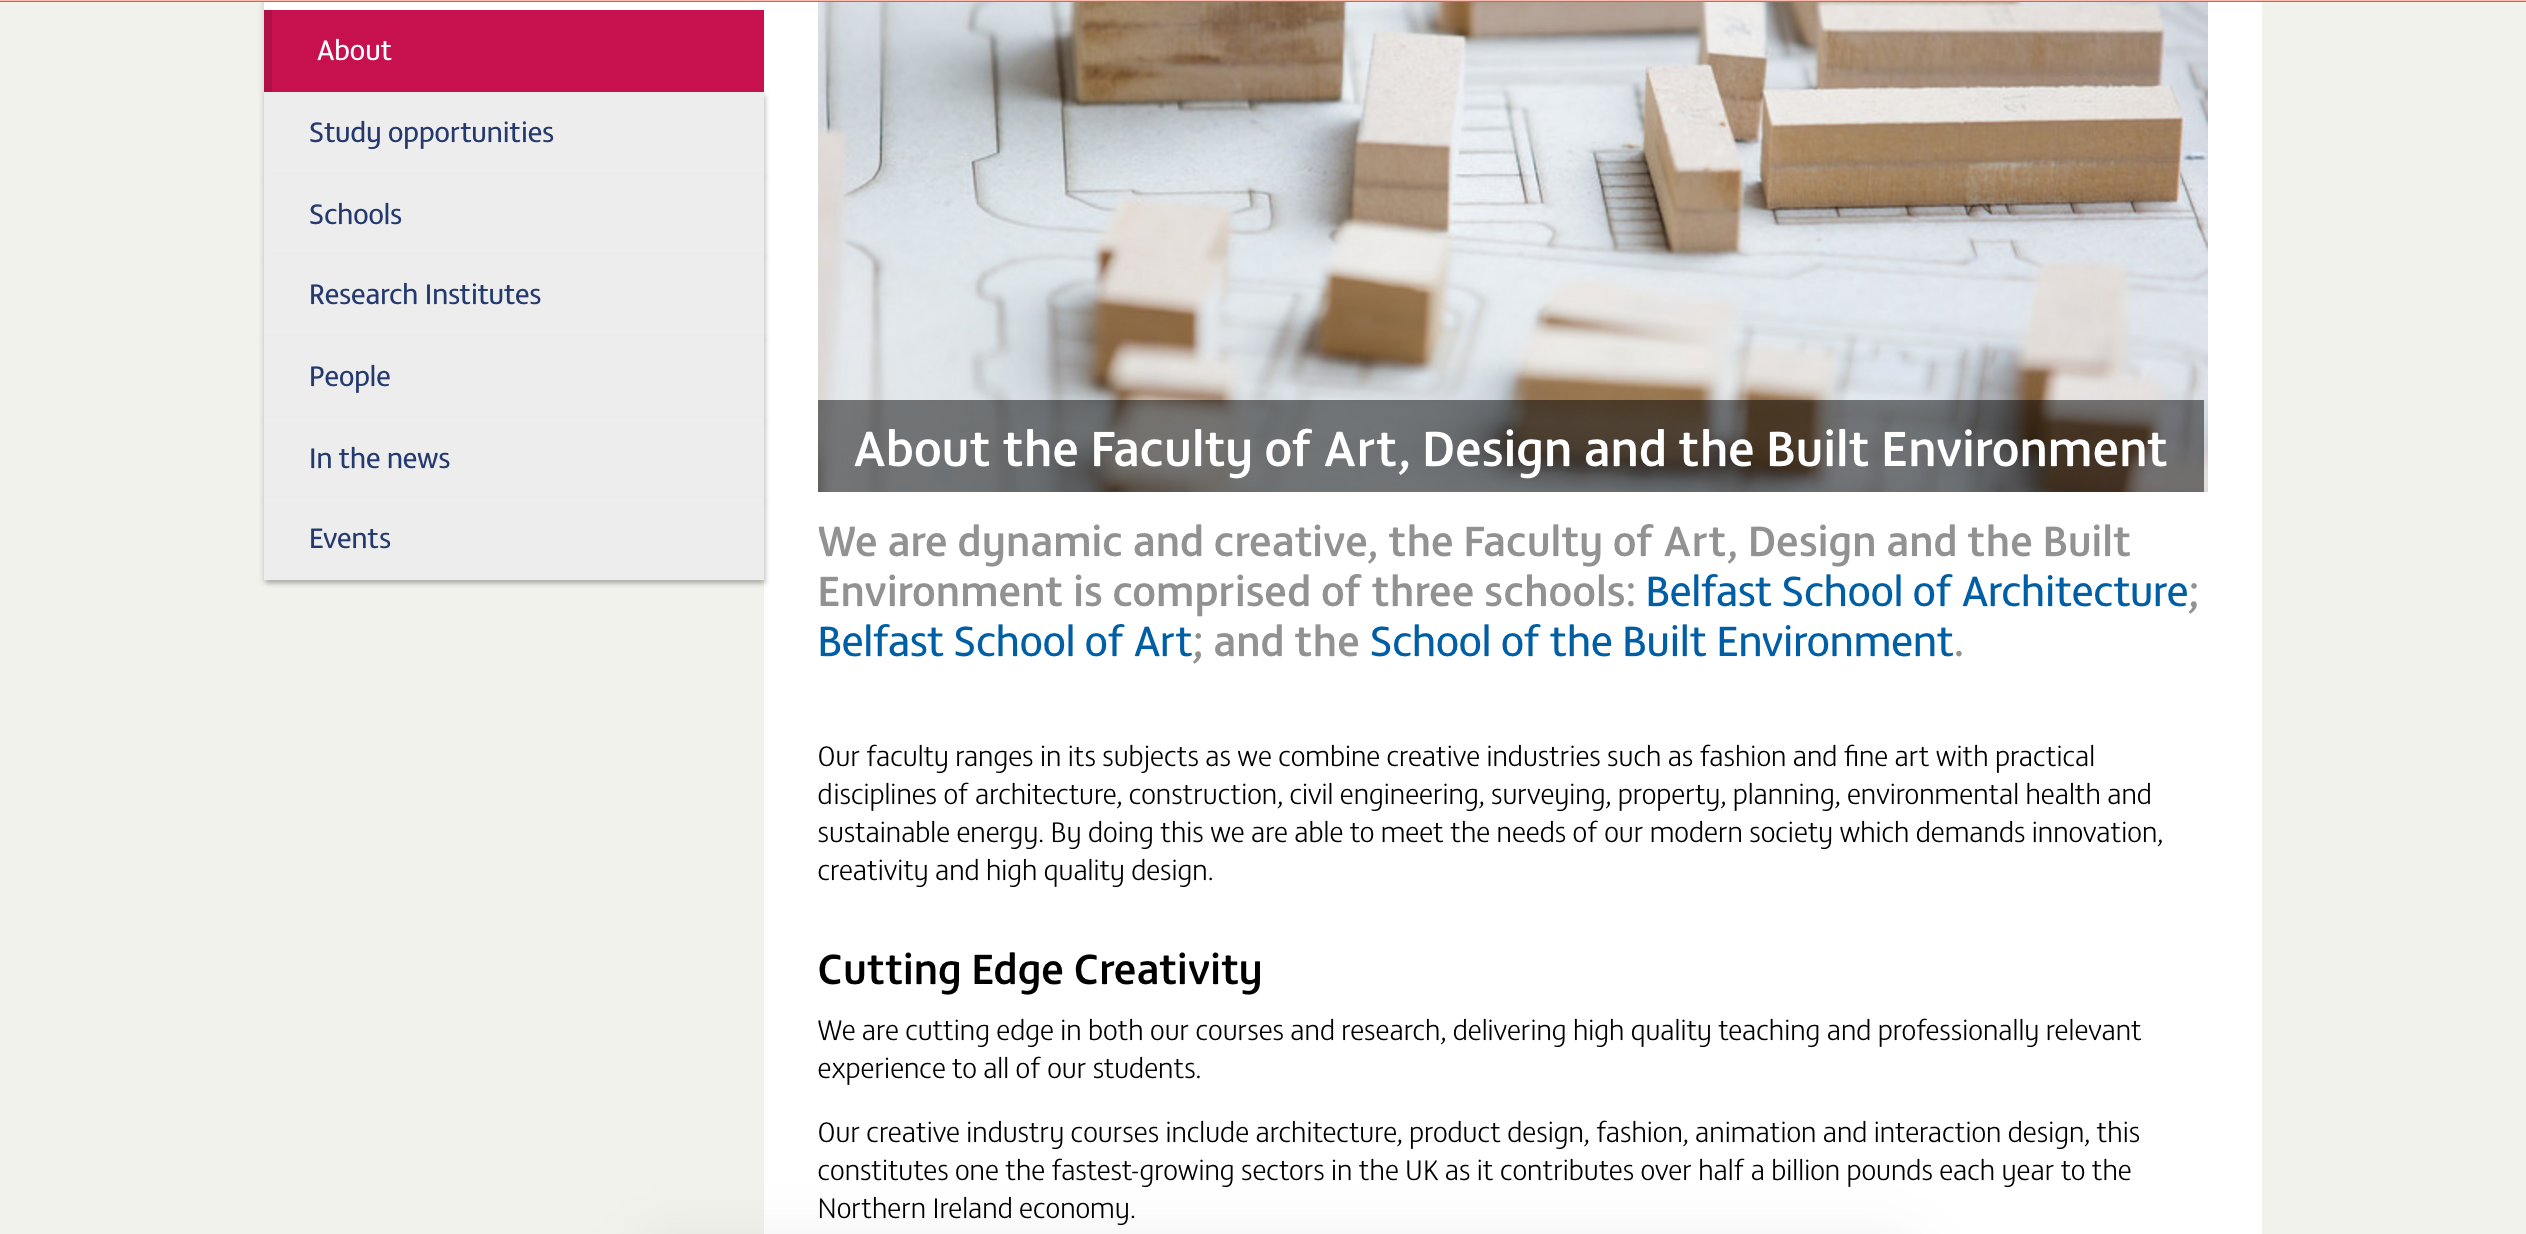 About
Study opportunities
Schools
Research Institutes
People
In the news
Events
About the Faculty of Art, Design and the Built Environment
We are dynamic and creative, the Faculty of Art, Design and the Built
Environment is comprised of three schools: Belfast School of Architecture;
Belfast School of Art; and the School of the Built Environment.
Our faculty ranges in its subjects as we combine creative industries such as fashion and fine art with practical
disciplines of architecture, construction, civil engineering, surveying, property, planning, environmental health and
sustainable energy. By doing this we are able to meet the needs of our modern society which demands innovation,
creativity and high quality design.
Cutting Edge Creativity
We are cutting edge in both our courses and research, delivering high quality teaching and professionally relevant
experience to all of our students.
Our creative industry courses include architecture, product design, fashion, animation and interaction design, this
constitutes one the fastest-growing sectors in the UK as it contributes over half a billion pounds each year to the
Northern Ireland economy.